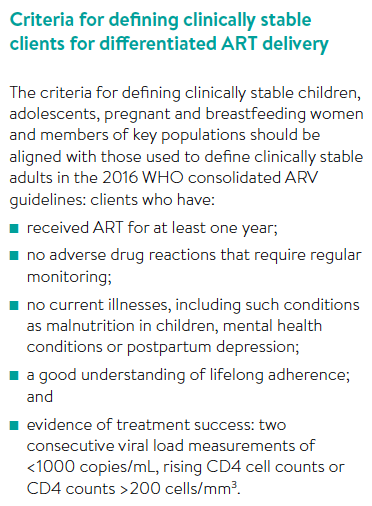 Criteria for defining clinically stable
clients for differentiated ART delivery
The criteria for defining clinically stable children,
adolescents, pregnant and breastfeeding women
and members of key populations should be
aligned with those used to define clinically stable
adults in the 2016 WHO consolidated ARV
guidelines: clients who have:
■ received ART for at least one year;
■ no adverse drug reactions that require regular
monitoring;
■ no current illnesses, including such conditions
as malnutrition in children, mental health
conditions or postpartum depression;
■ a good understanding of lifelong adherence;
and
■ evidence of treatment success: two
consecutive viral load measurements of
<1000 copies/mL, rising CD4 cell counts or
CD4 counts >200 cells/mm³.